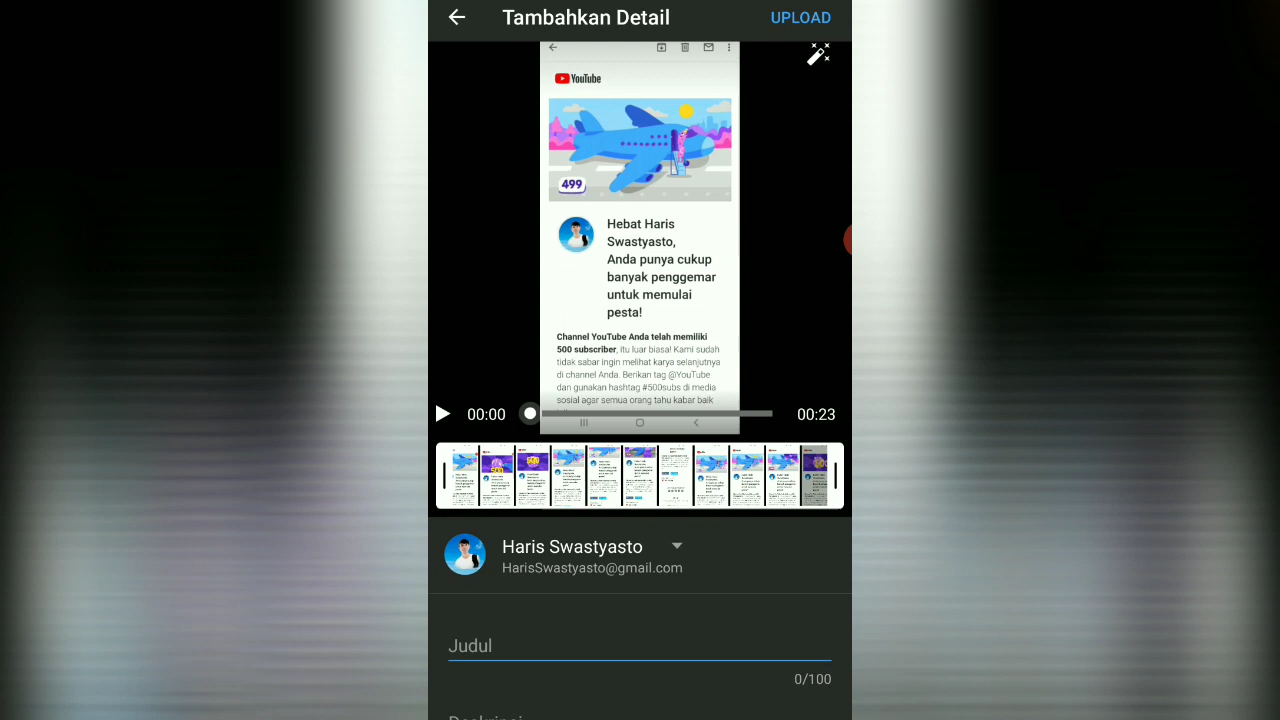 Tambahkan Detail
UPLOAD
YouTube
499
Hebat Haris
Swastyasto,
Anda punya cukup
banyak penggemar
untuk memulai
pesta!
Channel YouTube Anda telah memiliki
500 subscriber, itu luar biasa! Kami sudah
tidak sabar ingin melihat karya selanjutnya
di channel Anda. Berikan tag @YouTube
dan gunakan hashtag #500subs di media
sosial agar semua orang tahu kabar baik
00:00
00:23
Haris Swastyasto
HarisSwastyasto@gmail.com
Judul
0/100